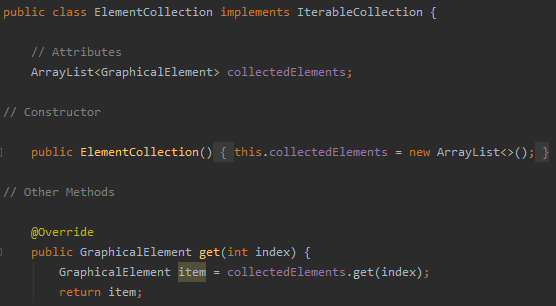 public class ElementCollection implements IterableCollection {
// Attributes
ArrayList<GraphicalElement> collectedElements;
// Constructor
public ElementCollection() { this.collectedElements = new ArrayList<>(); }
// Other Methods
@Override
public GraphicalElement get(int index) {
GraphicalElement item = collectedElements.get(index);
return item;